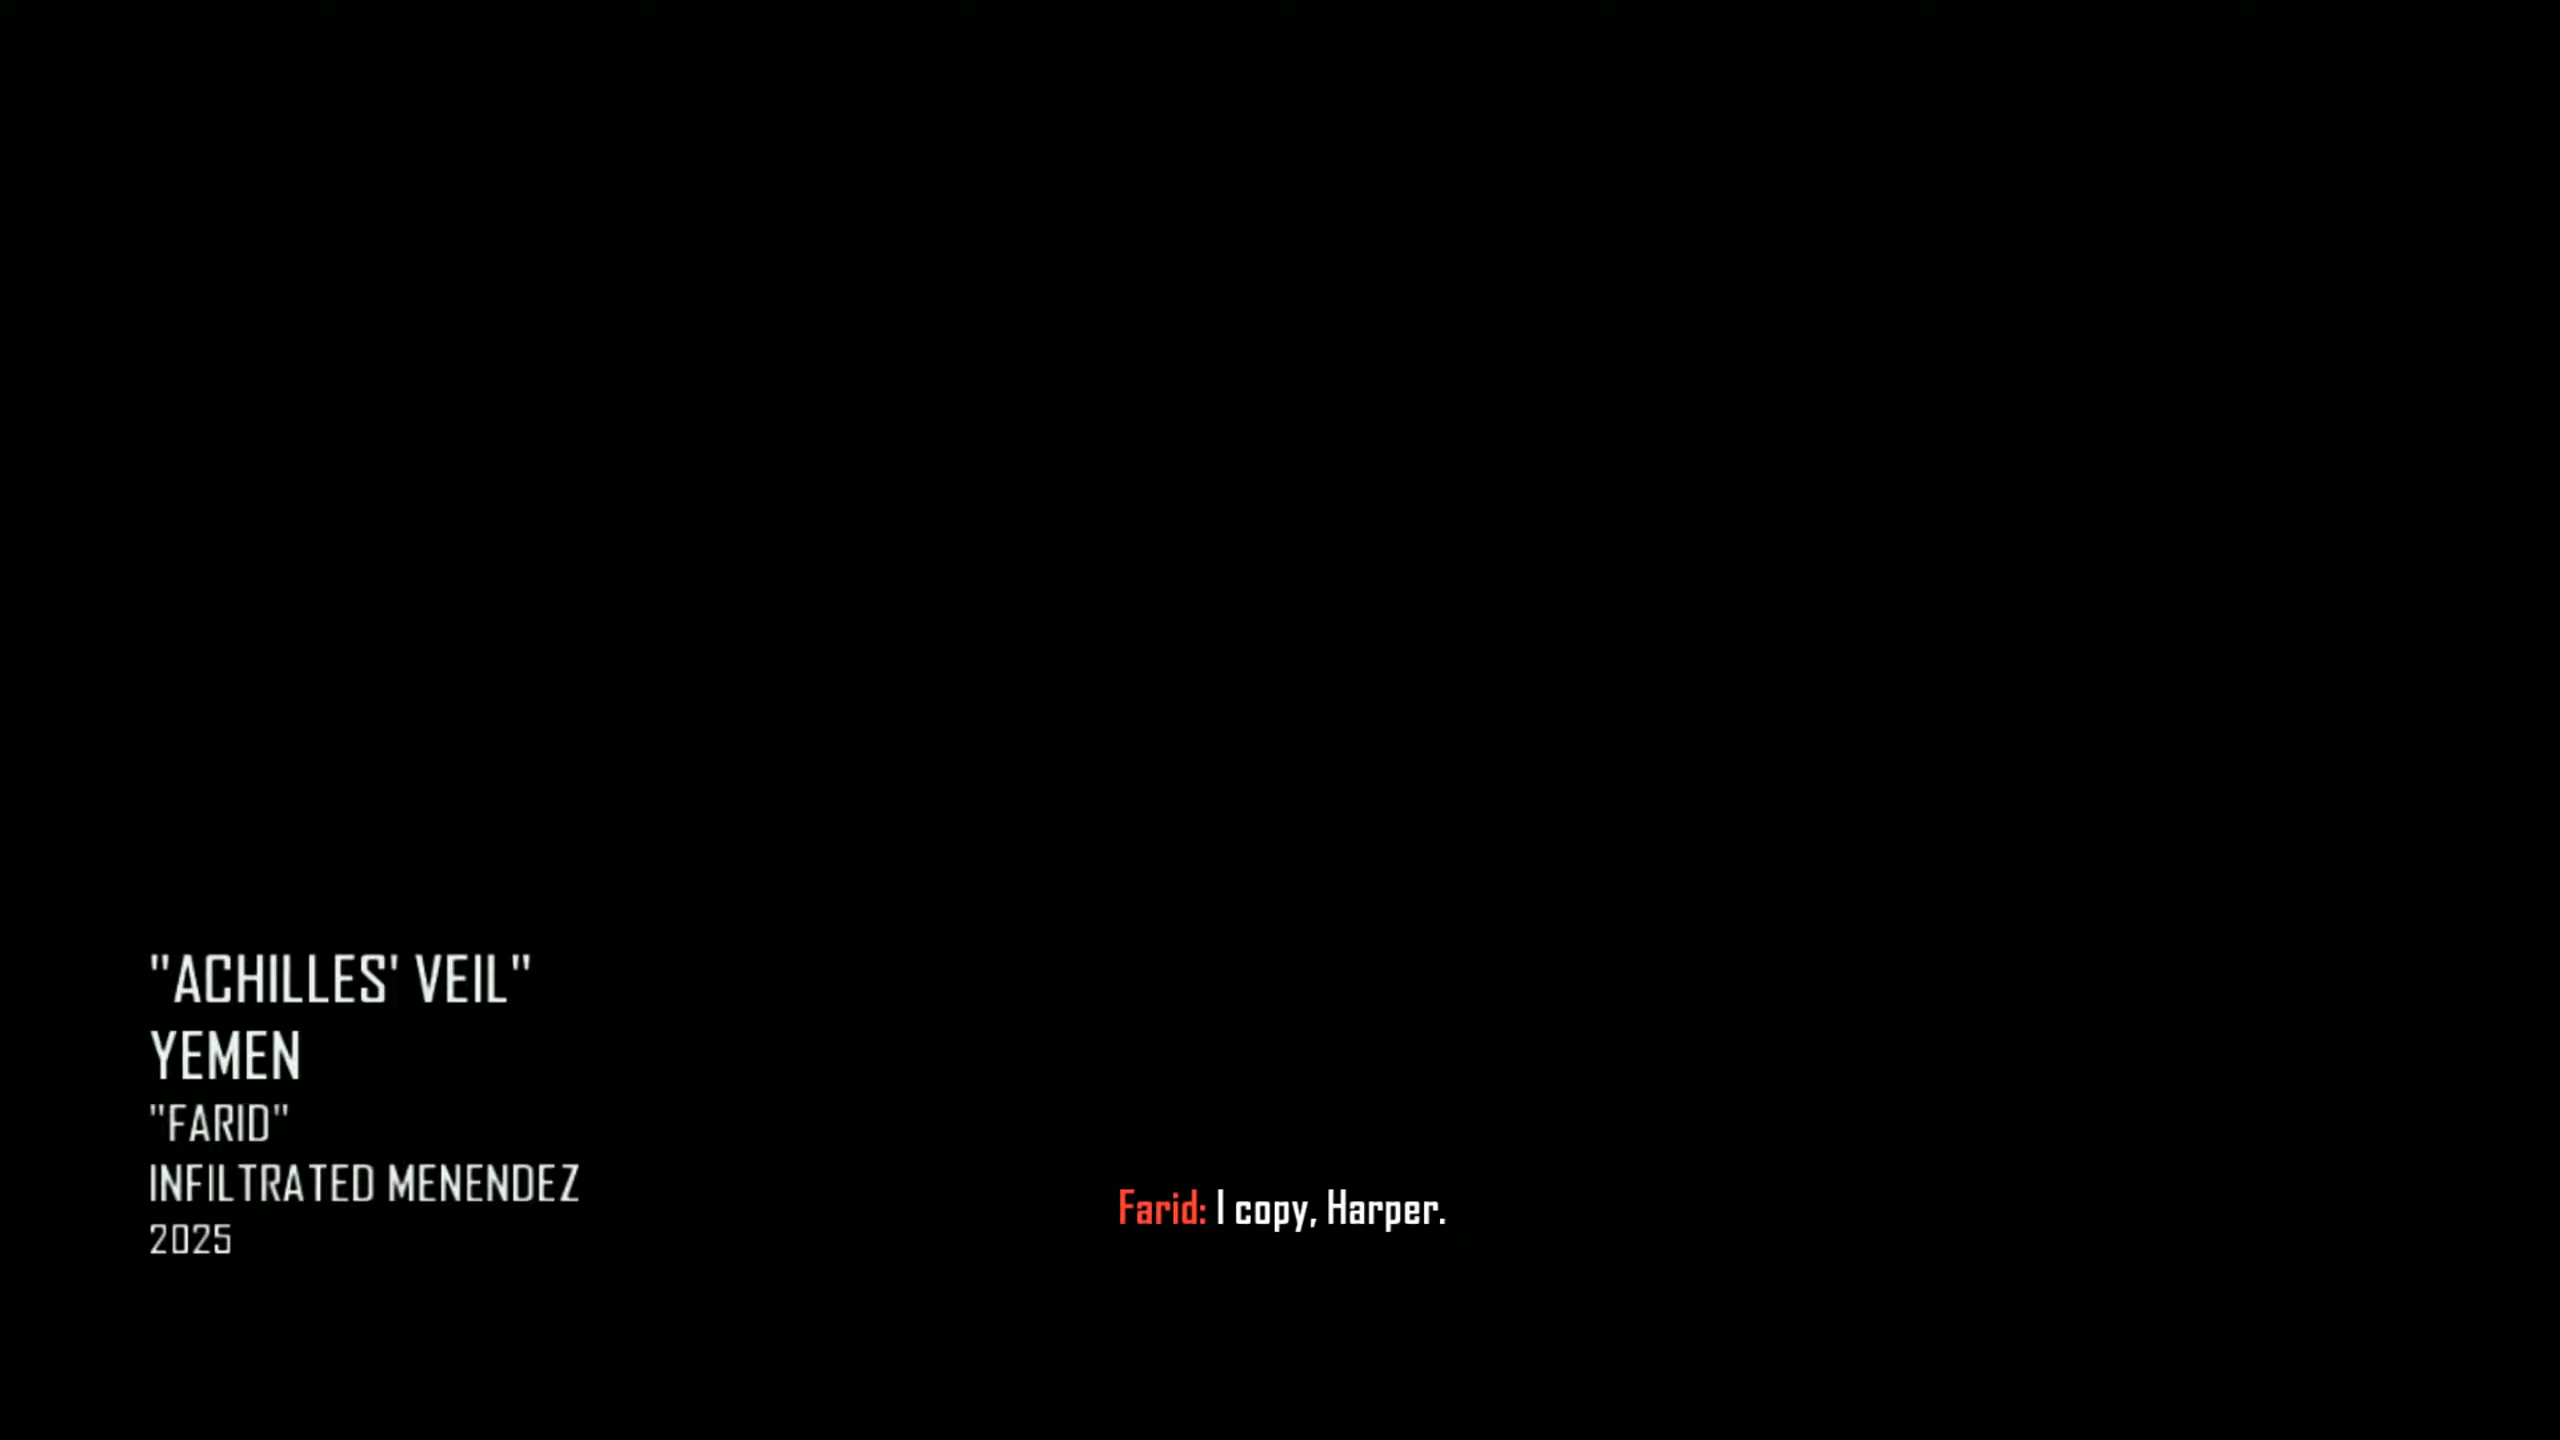 "ACHILLES' VEIL"
YEMEN
"FARID"
INFILTRATED MENENDEZ
2025
Farid: I copy, Harper.